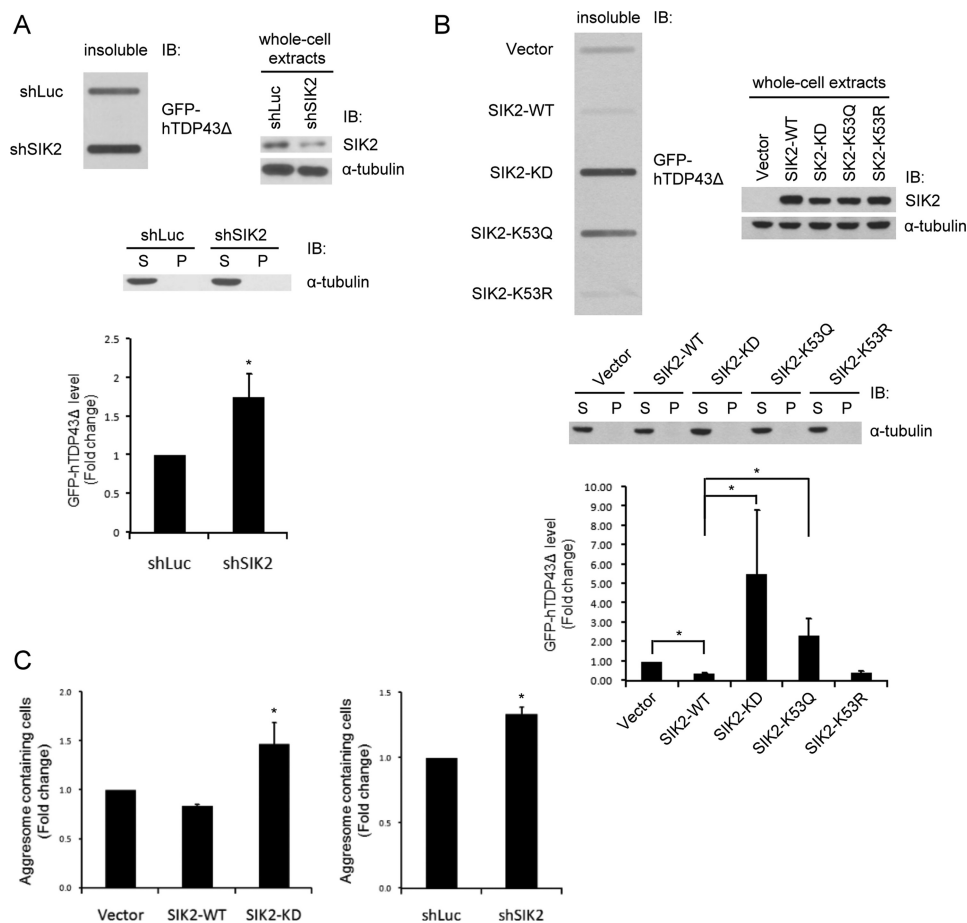 A
insoluble IB:
shLuc
shSIK2
GFP-
hTDP43Δ
whole-cell
extracts
shLuc
shSIK2
IB:
SIK2
α-tubulin
shLuc shSIK2
S P S P IB:
α-tubulin
2.5
2
1.5
1
0.5
0
GFP-hTDP43Δ level
(Fold change)
*
shLuc shSIK2
B
insoluble IB:
Vector
SIK2-WT
SIK2-KD
SIK2-K53Q
SIK2-K53R
GFP-
hTDP43Δ
whole-cell extracts
Vector
SIK2-WT
SK2-KD
SK2-K53Q
SK2-K53R
IB:
SIK2
α-tubulin
Vector
SIK2-WT
SIK2-KD
SIK2-K53Q
SIK2-K53R
S P S P S P S P S P IB:
α-tubulin
10.00
9.00
8.00
7.00
6.00
5.00
4.00
3.00
2.00
1.00
0.00
GFP-hTDP43Δ level
(Fold change)
*
*
*
Vector
SIK2-WT
SIK2-KD
SIK2-K53Q
SIK2-K53R
C
2.0
1.5
1.0
0.5
0.0
Aggresome containing cells
(Fold change)
*
Vector SIK2-WT SIK2-KD
1.5
1.0
0.5
0.0
Aggresome containing cells
(Fold change)
*
shLuc shSIK2